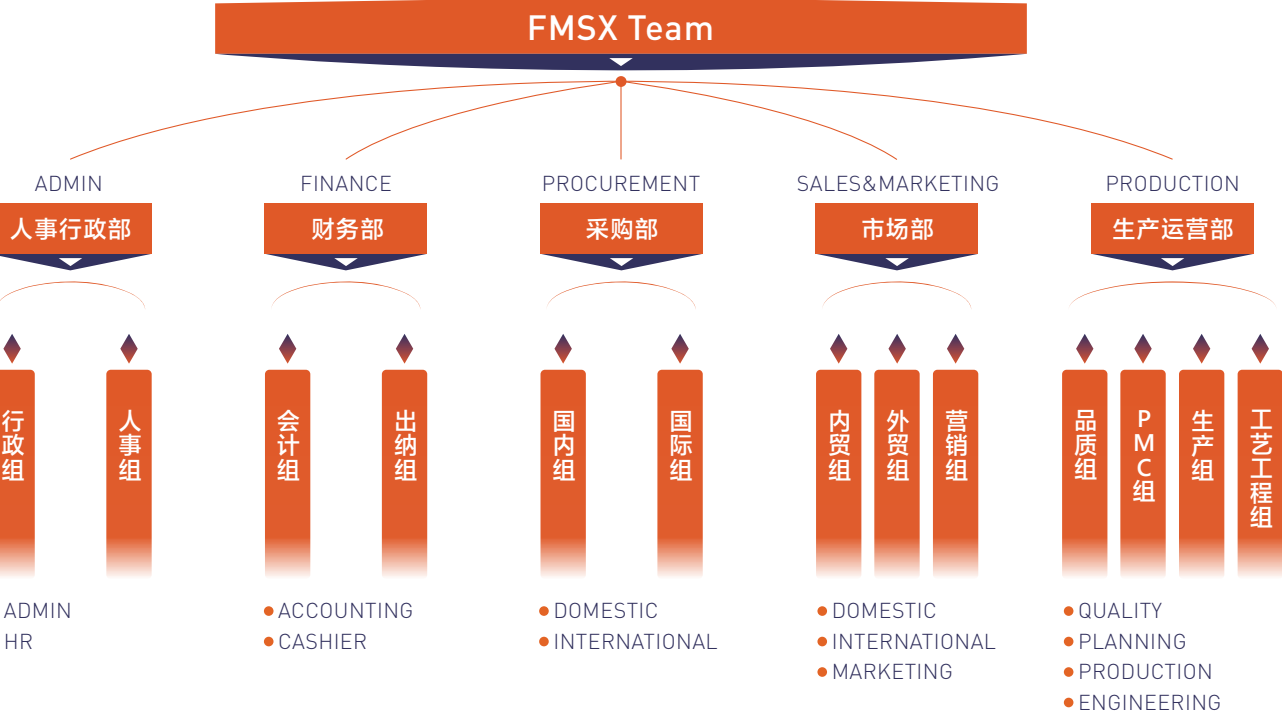 FMSX Team
ADMIN
FINANCE
PROCUREMENT
SALES&MARKETING
PRODUCTION
人事行政部
财务部
采购部
市场部
生产运营部
行政组
人事组
会计组
出纳组
国内组
国际组
内贸组
外贸组
营销组
品质组
PMC组
生产组
工艺工程组
ADMIN
HR
ACCOUNTING
CASHIER
DOMESTIC
INTERNATIONAL
DOMESTIC
INTERNATIONAL
MARKETING
QUALITY
PLANNING
PRODUCTION
ENGINEERING